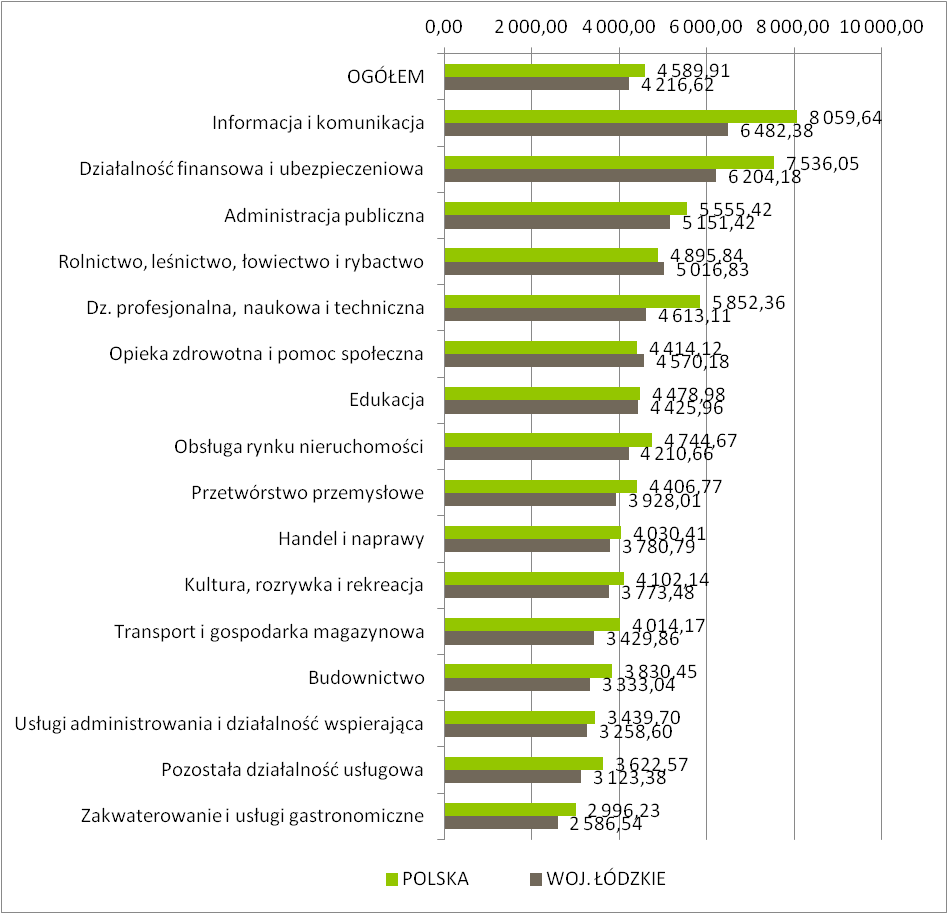 0,00 2 000,00 4 000,00 6 000,00 8 000,00 10 000,00
OGÓŁEM 4 589,91
4 216,62
Informacja i komunikacja 8 059,64
6 482,38
Działalność finansowa i ubezpieczeniowa 7 536,05
6 204,18
Administracja publiczna 5 555,42
5 151,42
Rolnictwo, leśnictwo, łowiectwo i rybactwo 4 895,84
5 016,83
Dz. profesjonalna, naukowa i techniczna 5 852,36
4 613,11
Opieka zdrowotna i pomoc społeczna 4 414,12
4 570,18
Edukacja 4 478,98
4 425,96
Obsługa rynku nieruchomości 4 744,67
4 210,66
Przetwórstwo przemysłowe 4 406,77
3 928,01
Handel i naprawy 4 030,41
3 780,79
Kultura, rozrywka i rekreacja 4 102,14
3 773,48
Transport i gospodarka magazynowa 4 014,17
3 429,86
Budownictwo 3 830,45
3 333,04
Usługi administrowania i działalność wspierająca 3 439,70
3 258,60
Pozostała działalność usługowa 3 622,57
3 123,38
Zakwaterowanie i usługi gastronomiczne 2 996,23
2 586,54
POLSKA WOJ. ŁÓDZKIE